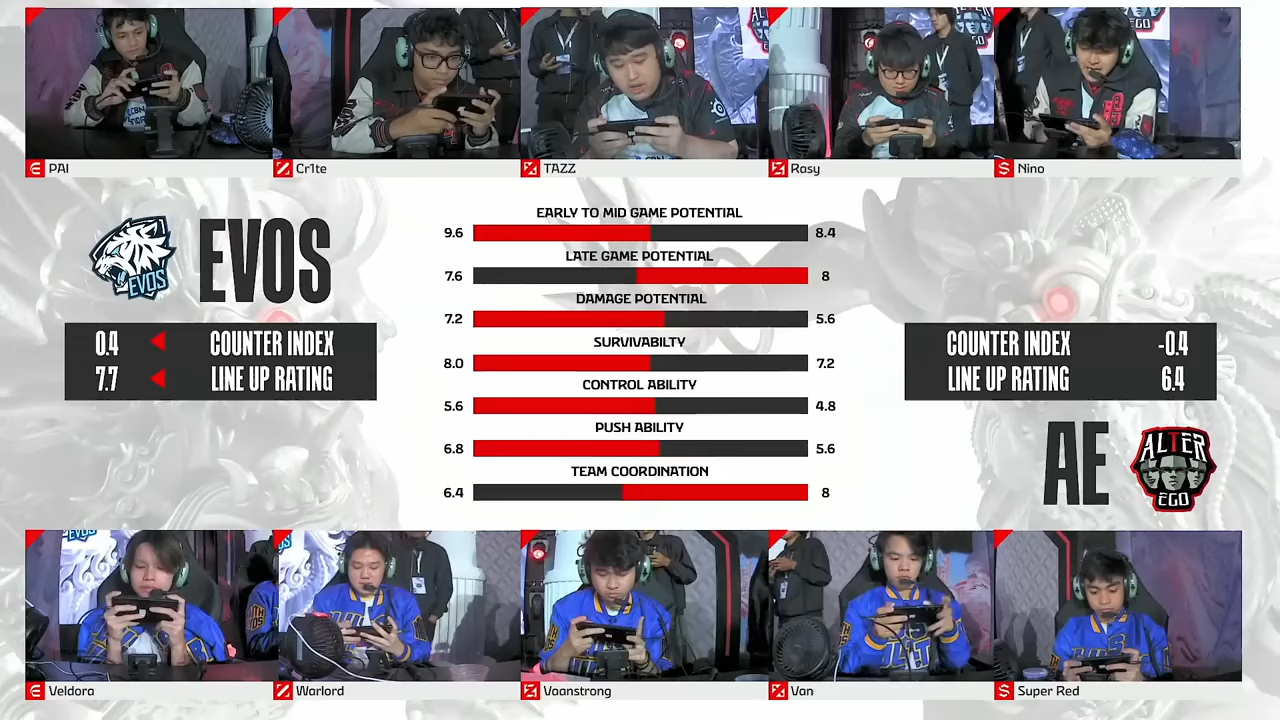 PAI
Cr1te
TAZZ
Rasy
Nino
EVOS
EVOS
0.4 COUNTER INDEX
7.7 LINE UP RATING
EARLY TO MID GAME POTENTIAL
9.6 8.4
LATE GAME POTENTIAL
7.6 8
DAMAGE POTENTIAL
7.2 5.6
SURVIVABILTY
8.0 7.2
CONTROL ABILITY
5.6 4.8
PUSH ABILITY
6.8 5.6
TEAM COORDINATION
6.4 8
COUNTER INDEX -0.4
LINE UP RATING 6.4
AE
ALTER
EGO
Veldora
Warlord
Vaanstrong
Van
Super Red